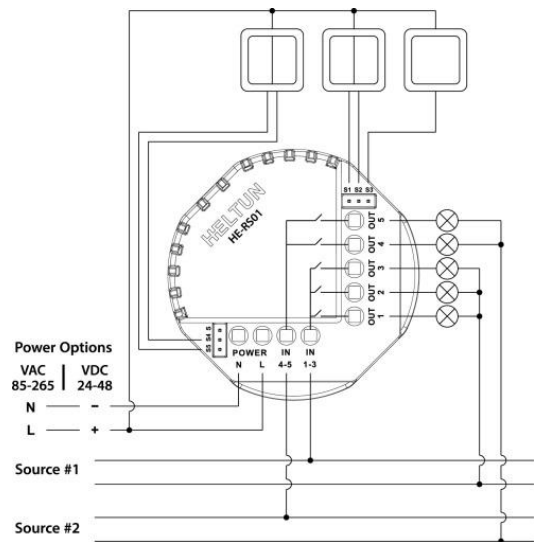 S1 S2 S3
HELTUN
HE-RS01
OUT 5
OUT 4
OUT 3
OUT 2
OUT 1
S5 S4 S
POWER IN IN
N L 4-5 1-3
Power Options
VAC | VDC
85-265 | 24-48
N − 
L +
Source #1
Source #2